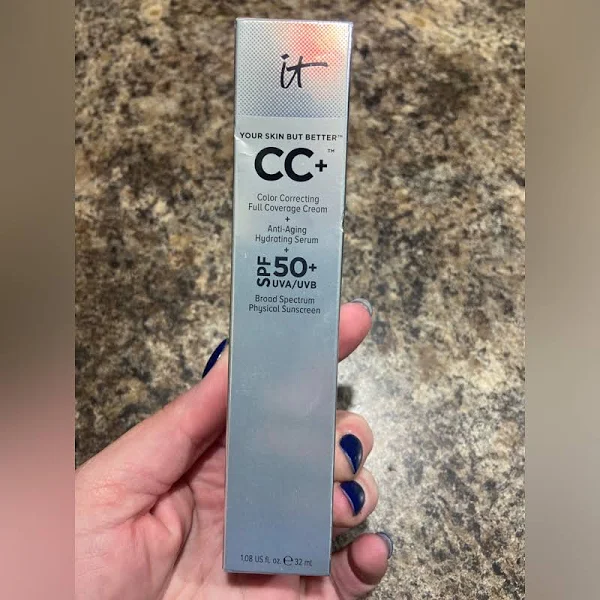 it
YOUR SKIN BUT BETTER™
CC+™
Color Correcting
Full Coverage Cream
+
Anti-Aging
Hydrating Serum
+
SPF 50+
UVA/UVB
Broad Spectrum
Physical Sunscreen
1.08 US fl. oz. ℮ 32 ml